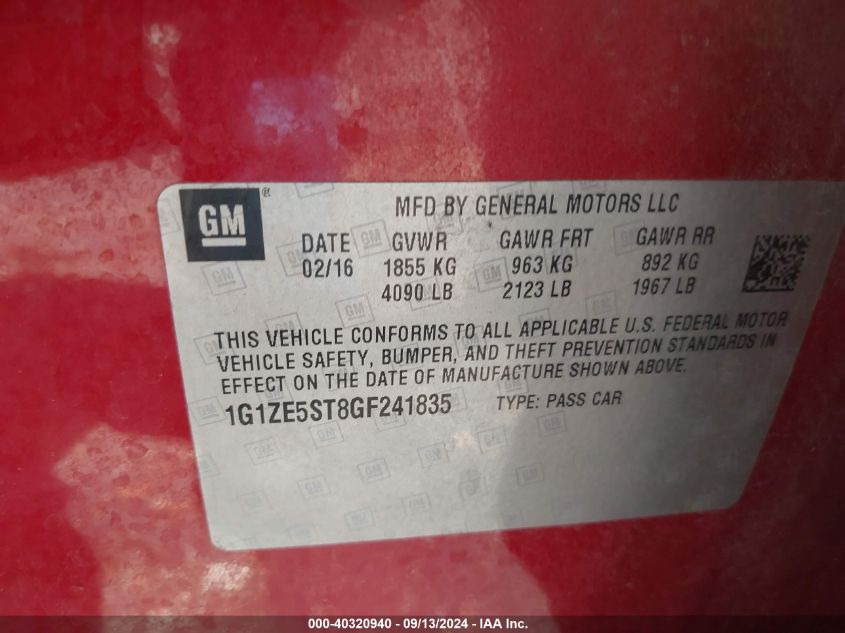 GM®
MFD BY GENERAL MOTORS LLC
DATE GVWR GAWR FRT GAWR RR
02/16 1855 KG 963 KG 892 KG
4090 LB 2123 LB 1967 LB
THIS VEHICLE CONFORMS TO ALL APPLICABLE U.S. FEDERAL MOTOR
VEHICLE SAFETY, BUMPER, AND THEFT PREVENTION STANDARDS IN
EFFECT ON THE DATE OF MANUFACTURE SHOWN ABOVE.
1G1ZE5ST8GF241835 TYPE: PASS CAR
000-40320940 - 09/13/2024 - IAA Inc.